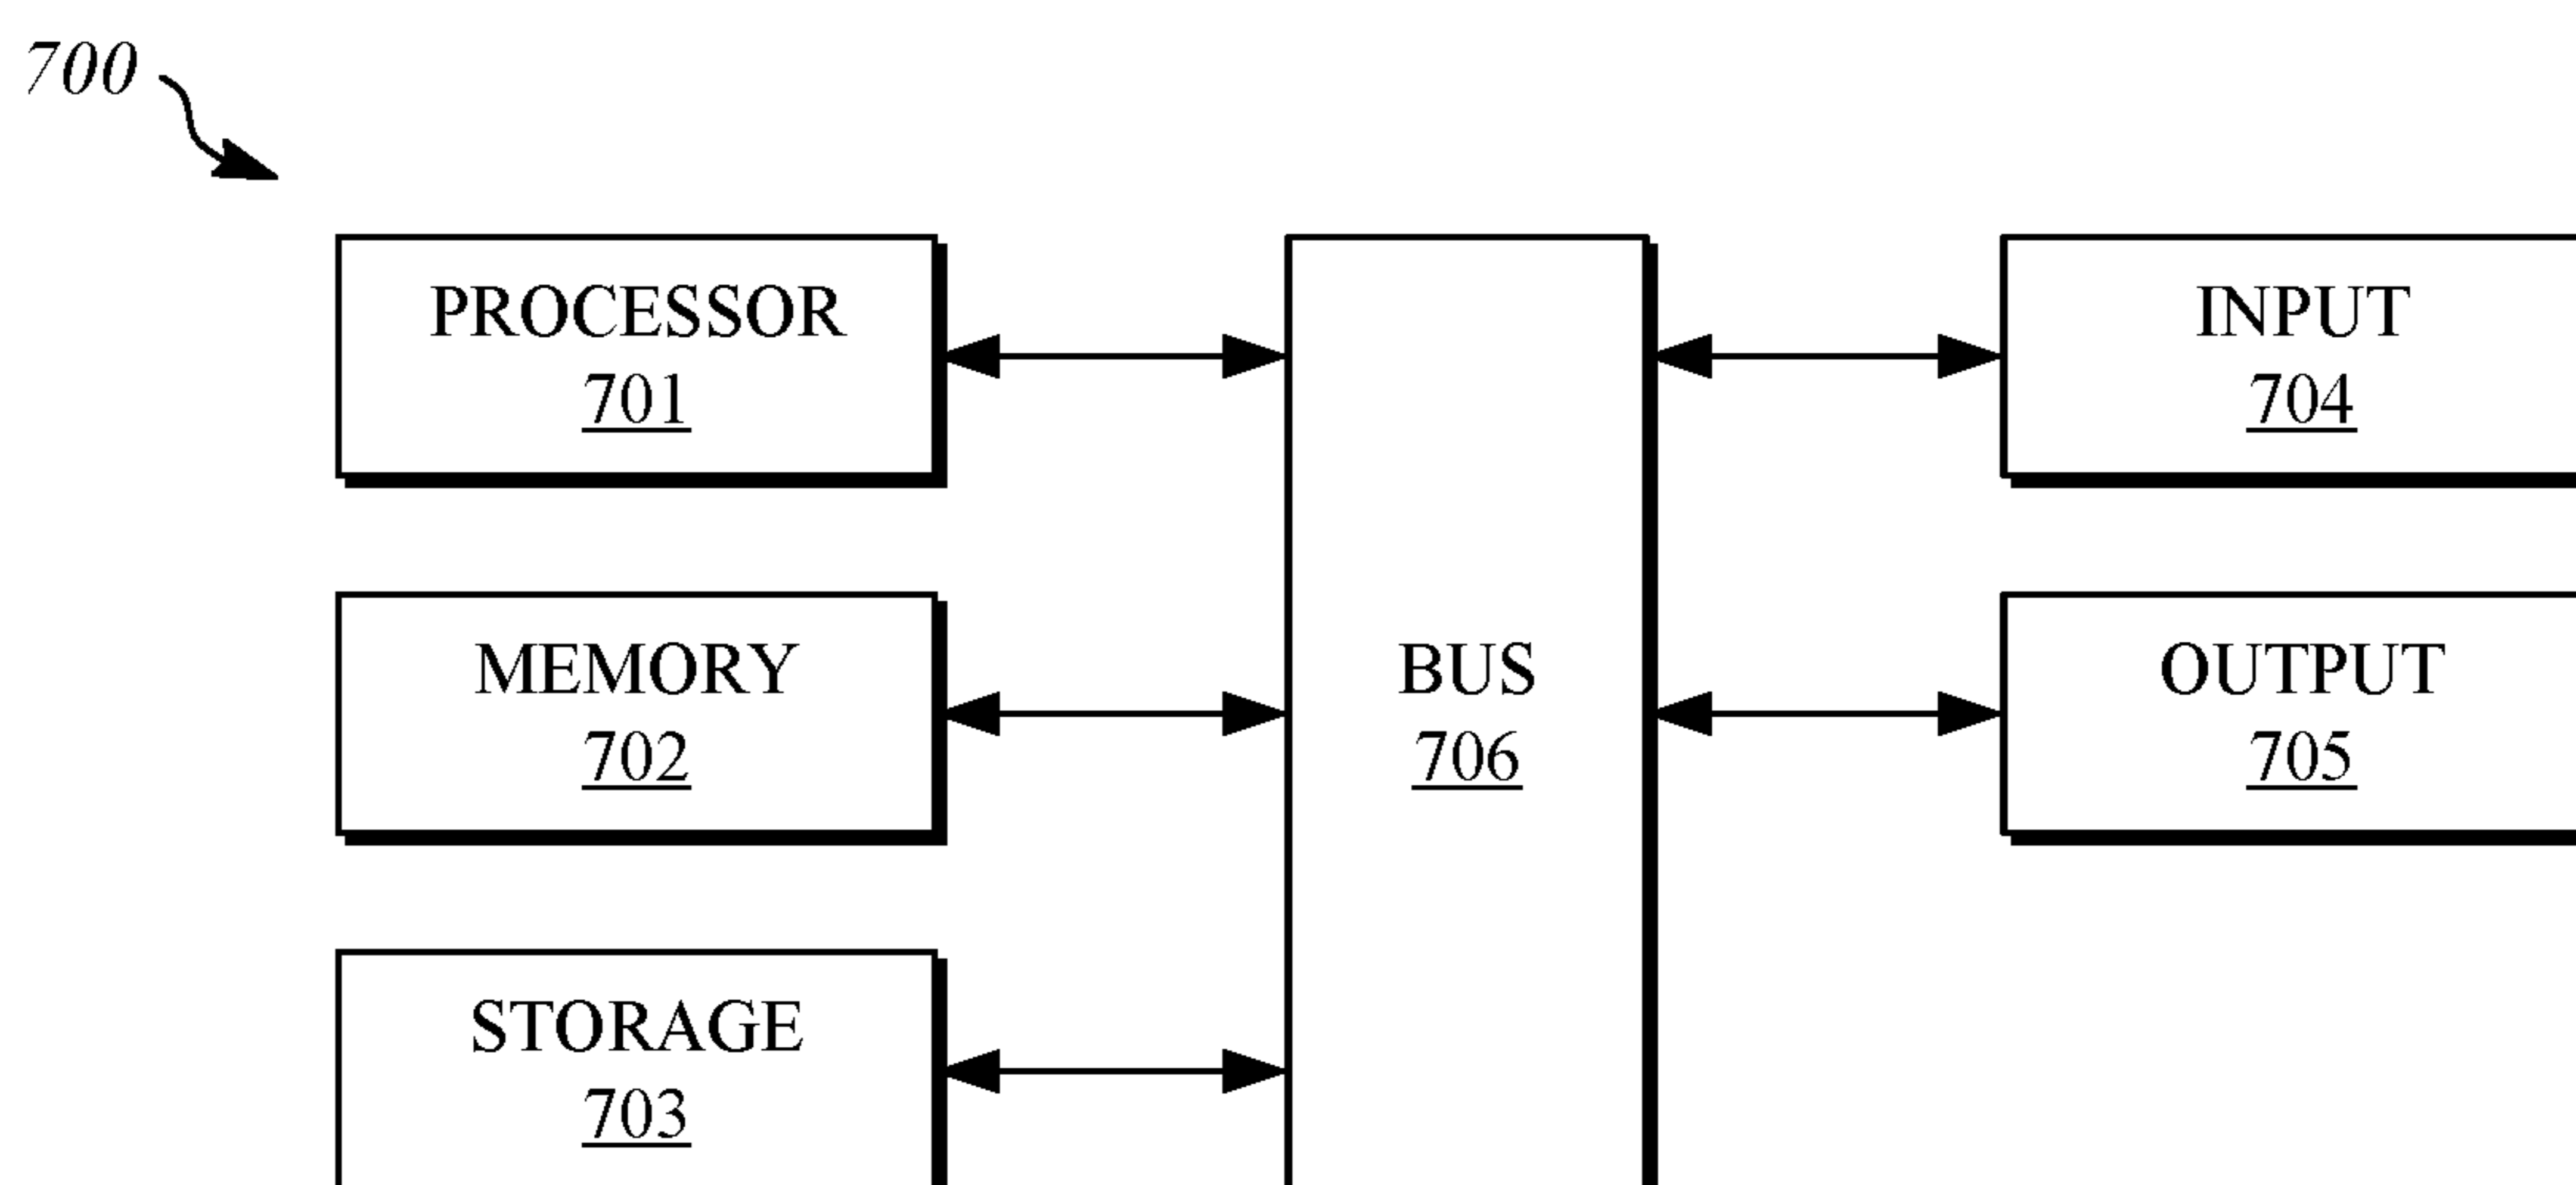 700
PROCESSOR
701
MEMORY
702
STORAGE
703
BUS
706
INPUT
704
OUTPUT
705